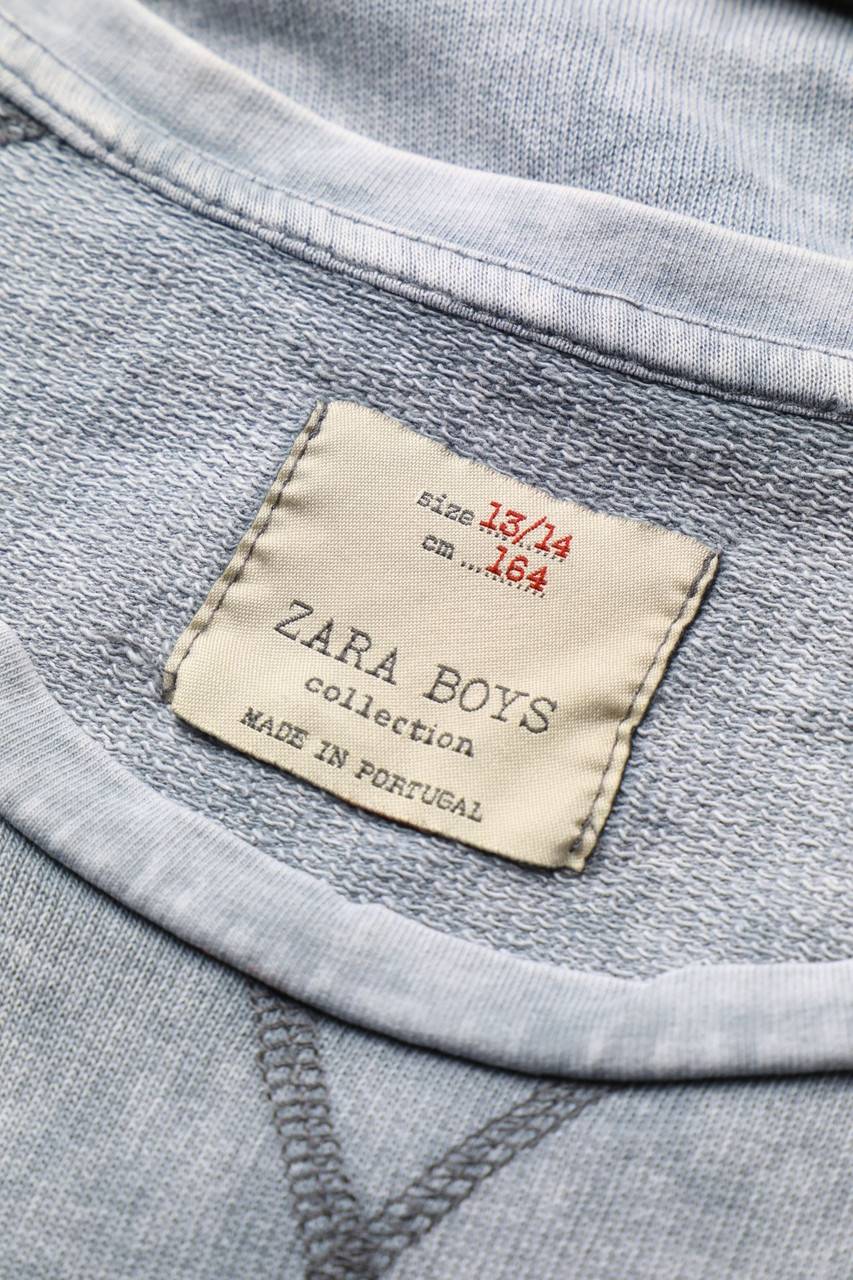 size 13/14
cm ... 164
ZARA BOYS
collection
MADE IN PORTUGAL